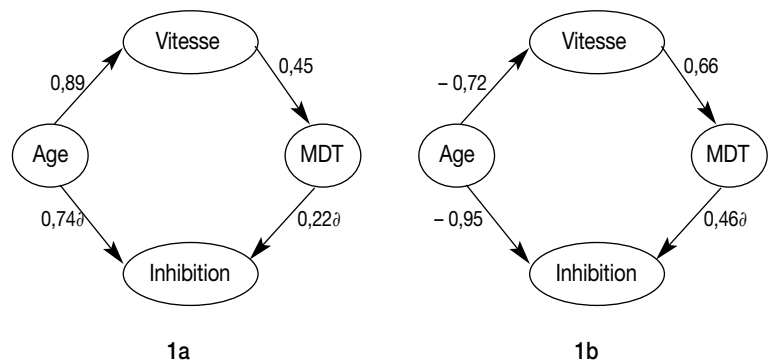 Vitesse
0,89
0,45
Age
MDT
0,74∂
0,22∂
Inhibition
1a
Vitesse
– 0,72
0,66
Age
MDT
– 0,95
0,46∂
Inhibition
1b